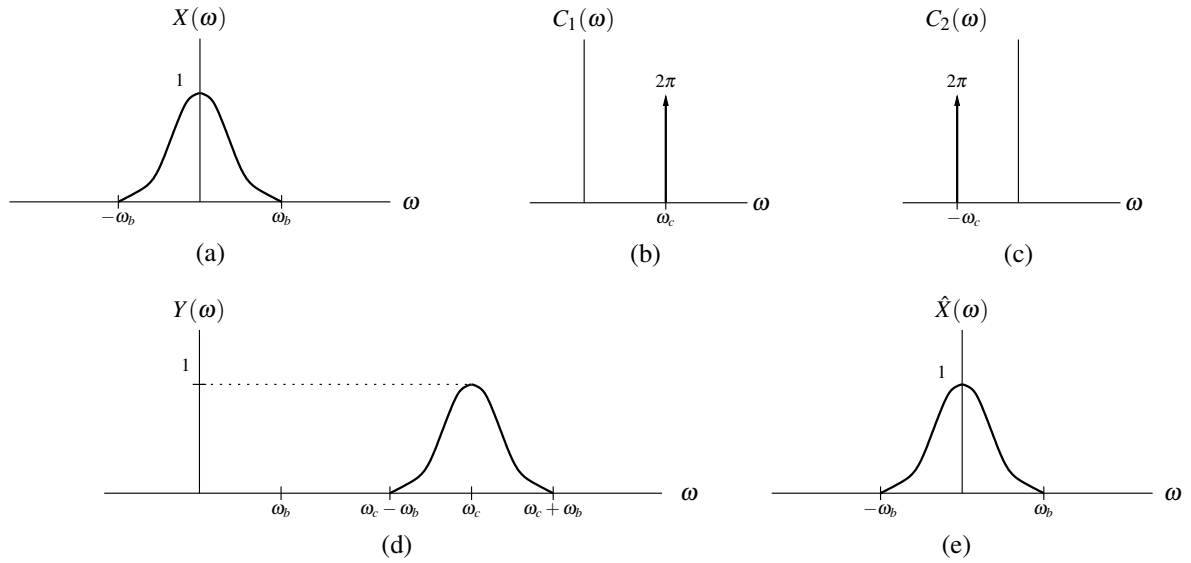 X(ω)
1
−ω_b
ω_b
ω
(a)
C_1(ω)
2π
ω_c
ω
(b)
C_2(ω)
2π
−ω_c
ω
(c)
Y(ω)
1
ω_b
ω_c − ω_b
ω_c
ω_c + ω_b
ω
(d)
X̂(ω)
1
−ω_b
ω_b
ω
(e)